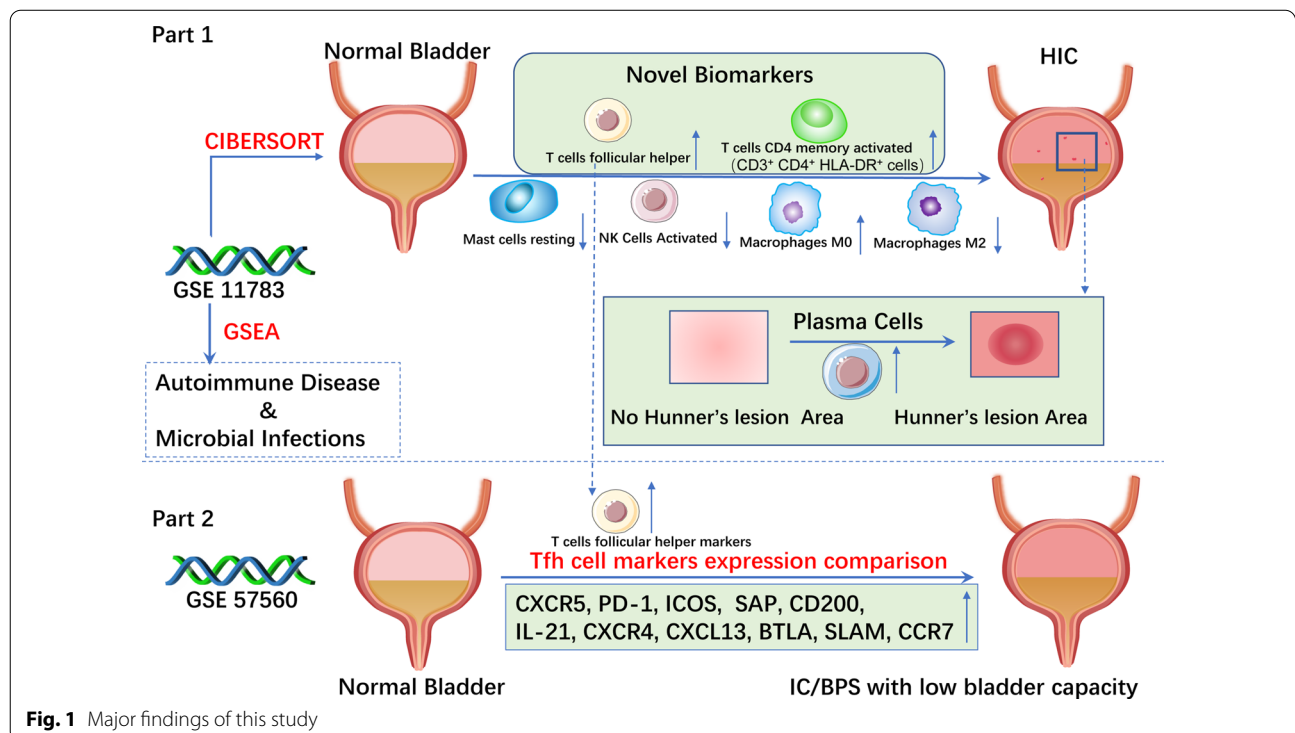 Part 1
Normal Bladder
HIC
Novel Biomarkers
CIBERSORT
T cells follicular helper
T cells CD4 memory activated
(CD3⁺ CD4⁺ HLA-DR⁺ cells)
Mast cells resting
NK Cells Activated
Macrophages M0
Macrophages M2
GSE 11783
GSEA
Autoimmune Disease
&
Microbial Infections
Plasma Cells
No Hunner's lesion Area
Hunner's lesion Area
Part 2
T cells follicular helper markers
Tfh cell markers expression comparison
GSE 57560
CXCR5, PD-1, ICOS, SAP, CD200,
IL-21, CXCR4, CXCL13, BTLA, SLAM, CCR7
Normal Bladder
IC/BPS with low bladder capacity
Fig. 1 Major findings of this study